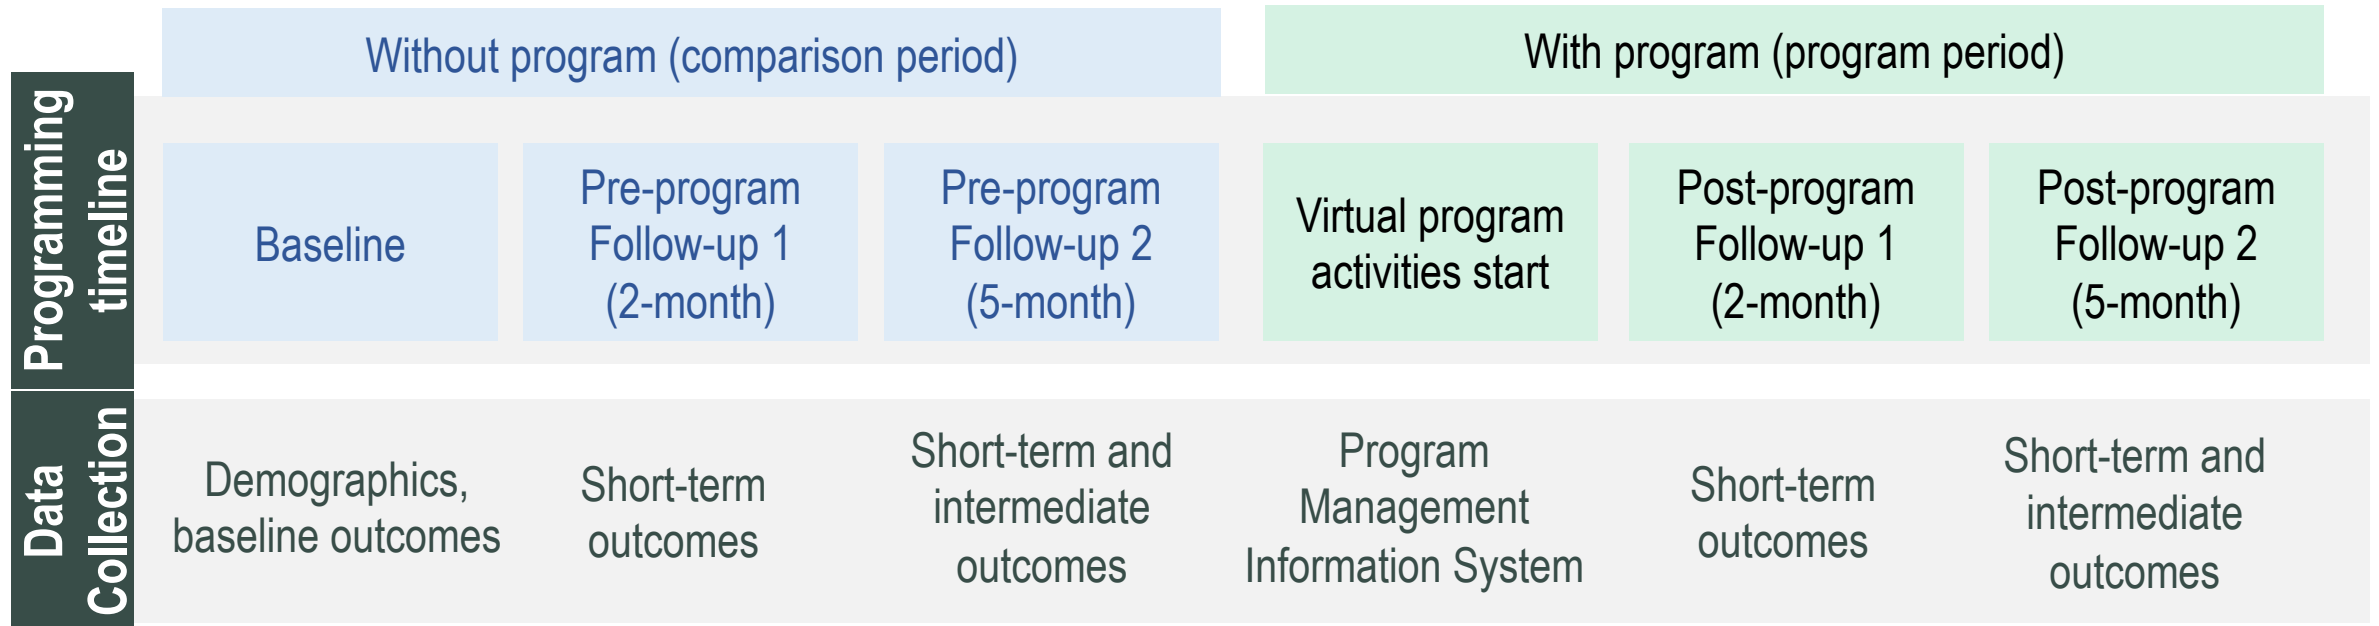 Without program (comparison period)
With program (program period)
Programming
timeline
Baseline
Pre-program
Follow-up 1
(2-month)
Pre-program
Follow-up 2
(5-month)
Virtual program
activities start
Post-program
Follow-up 1
(2-month)
Post-program
Follow-up 2
(5-month)
Data
Collection
Demographics,
baseline outcomes
Short-term
outcomes
Short-term and
intermediate
outcomes
Program
Management
Information System
Short-term
outcomes
Short-term and
intermediate
outcomes